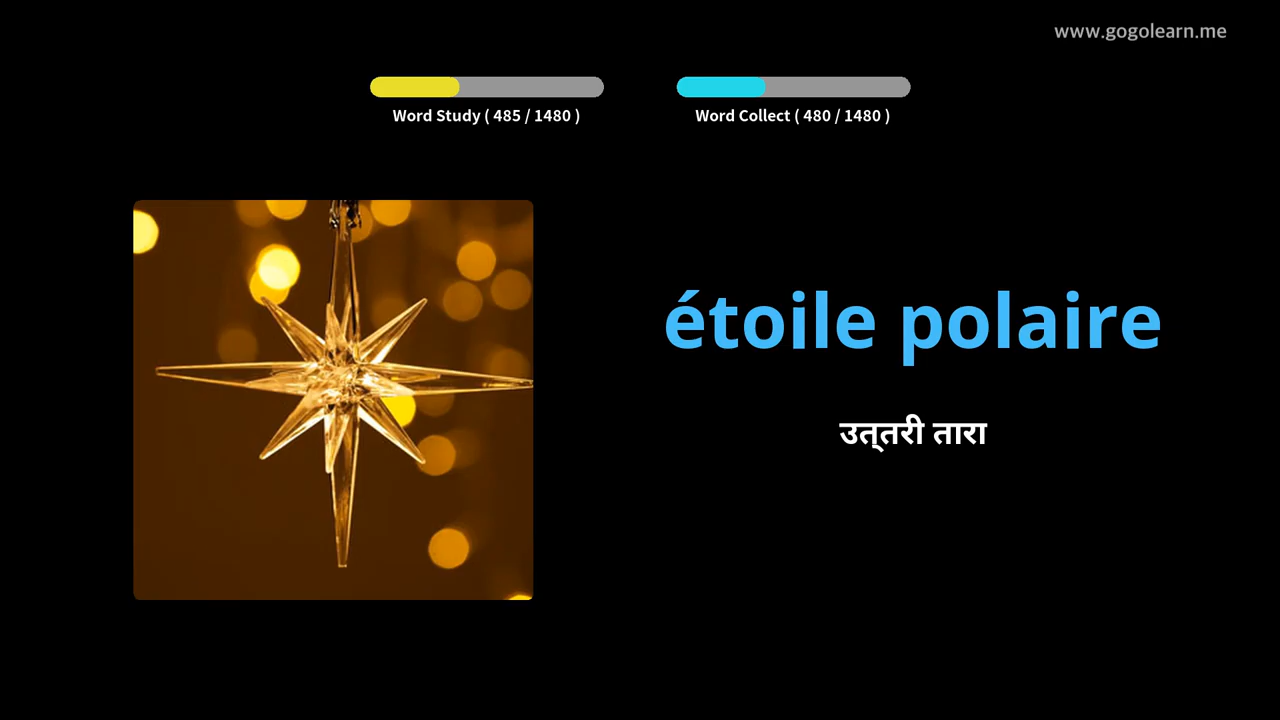 www.gogolearn.me
Word Study ( 485 / 1480 )
Word Collect ( 480 / 1480 )
étoile polaire
उत्तरी तारा